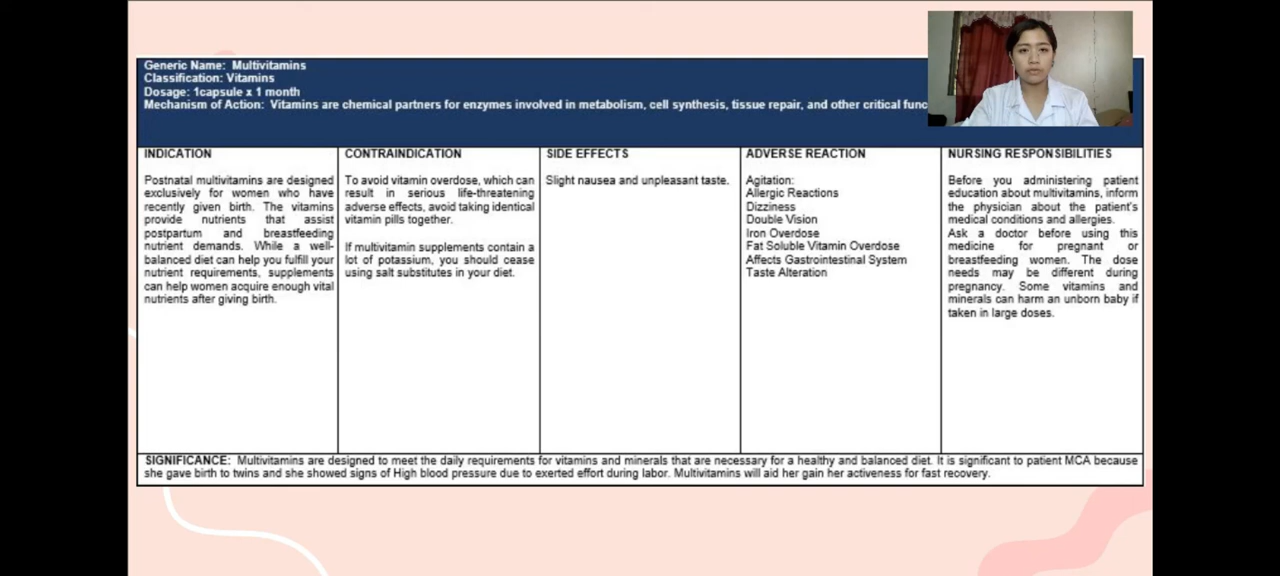 Generic Name: Multivitamins
Classification: Vitamins
Dosage: 1capsule x 1 month
Mechanism of Action: Vitamins are chemical partners for enzymes involved in metabolism, cell synthesis, tissue repair, and other critical func
INDICATION
Postnatal multivitamins are designed
exclusively for women who have
recently given birth. The vitamins
provide nutrients that assist
postpartum and breastfeeding
nutrient demands. While a well-
balanced diet can help you fulfill your
nutrient requirements, supplements
can help women acquire enough vital
nutrients after giving birth.
CONTRAINDICATION
To avoid vitamin overdose, which can
result in serious life-threatening
adverse effects, avoid taking identical
vitamin pills together.
If multivitamin supplements contain a
lot of potassium, you should cease
using salt substitutes in your diet.
SIDE EFFECTS
Slight nausea and unpleasant taste.
ADVERSE REACTION
Agitation:
Allergic Reactions
Dizziness
Double Vision
Iron Overdose
Fat Soluble Vitamin Overdose
Affects Gastrointestinal System
Taste Alteration
NURSING RESPONSIBILITIES
Before you administering patient
education about multivitamins, inform
the physician about the patient's
medical conditions and allergies.
Ask a doctor before using this
medicine for pregnant or
breastfeeding women. The dose
needs may be different during
pregnancy. Some vitamins and
minerals can harm an unborn baby if
taken in large doses.
SIGNIFICANCE: Multivitamins are designed to meet the daily requirements for vitamins and minerals that are necessary for a healthy and balanced diet. It is significant to patient MCA because
she gave birth to twins and she showed signs of High blood pressure due to exerted effort during labor. Multivitamins will aid her gain her activeness for fast recovery.